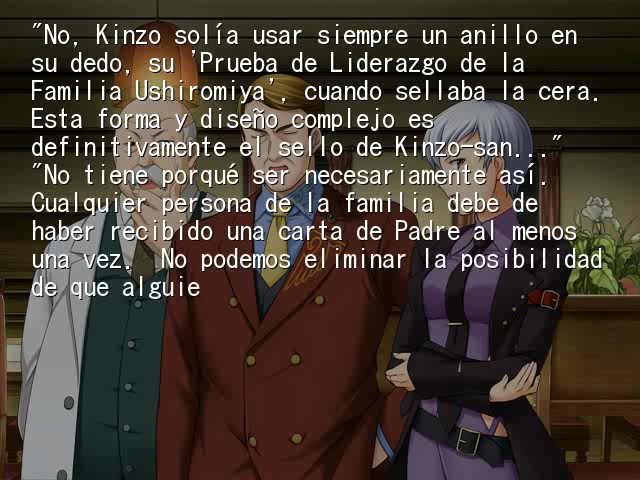 "No, Kinzo solía usar siempre un anillo en
su dedo, su 'Prueba de Liderazgo de la
Familia Ushiromiya', cuando sellaba la cera.
Esta forma y diseño complejo es
definitivamente el sello de Kinzo-san..."
"No tiene porqué ser necesariamente así.
Cualquier persona de la familia debe de
haber recibido una carta de Padre al menos
una vez.  No podemos eliminar la posibilidad
de que alguie